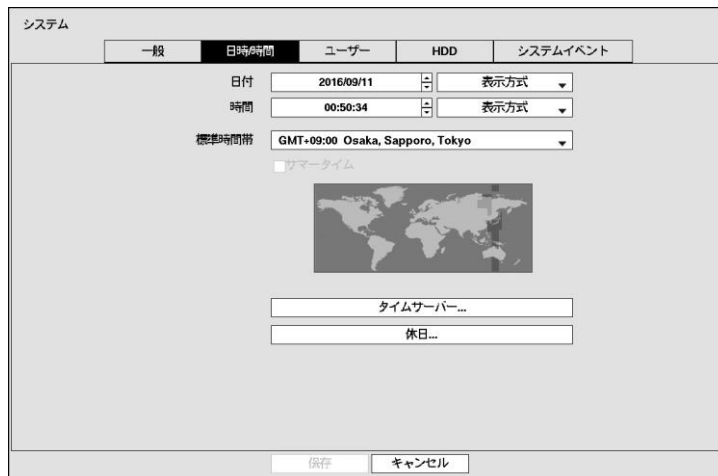 システム
一般 日時/時間 ユーザー HDD システムイベント
日付 2016/09/11 表示方式
時間 00:50:34 表示方式
標準時間帯 GMT+09:00 Osaka, Sapporo, Tokyo
サマータイム
タイムサーバー...
休日...
保存 キャンセル